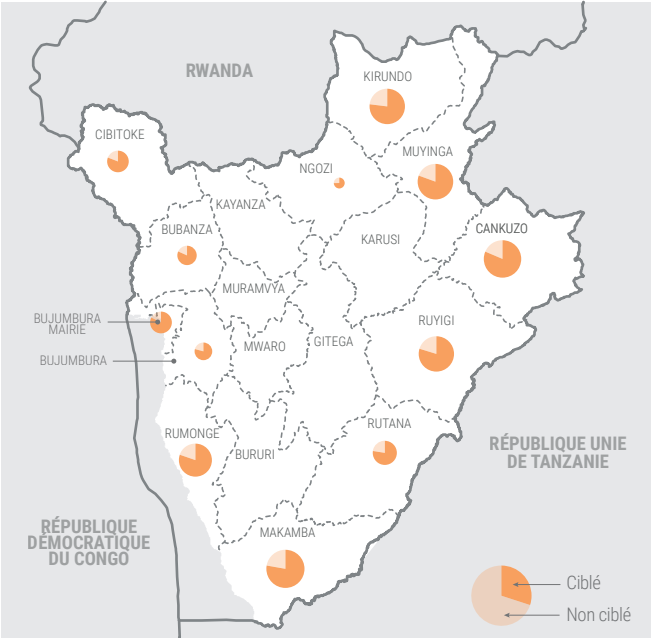 RWANDA
KIRUNDO
CIBITOKE
MUYINGA
NGOZI
KAYANZA
BUBANZA
KARUSI
CANKUZO
MURAMVYA
BUJUMBURA
MAIRIE
RUYIGI
GITEGA
MWARO
BUJUMBURA
RUTANA
RUMONGE
BURURI
RÉPUBLIQUE UNIE
DE TANZANIE
RÉPUBLIQUE
DÉMOCRATIQUE
DU CONGO
MAKAMBA
Ciblé
Non ciblé